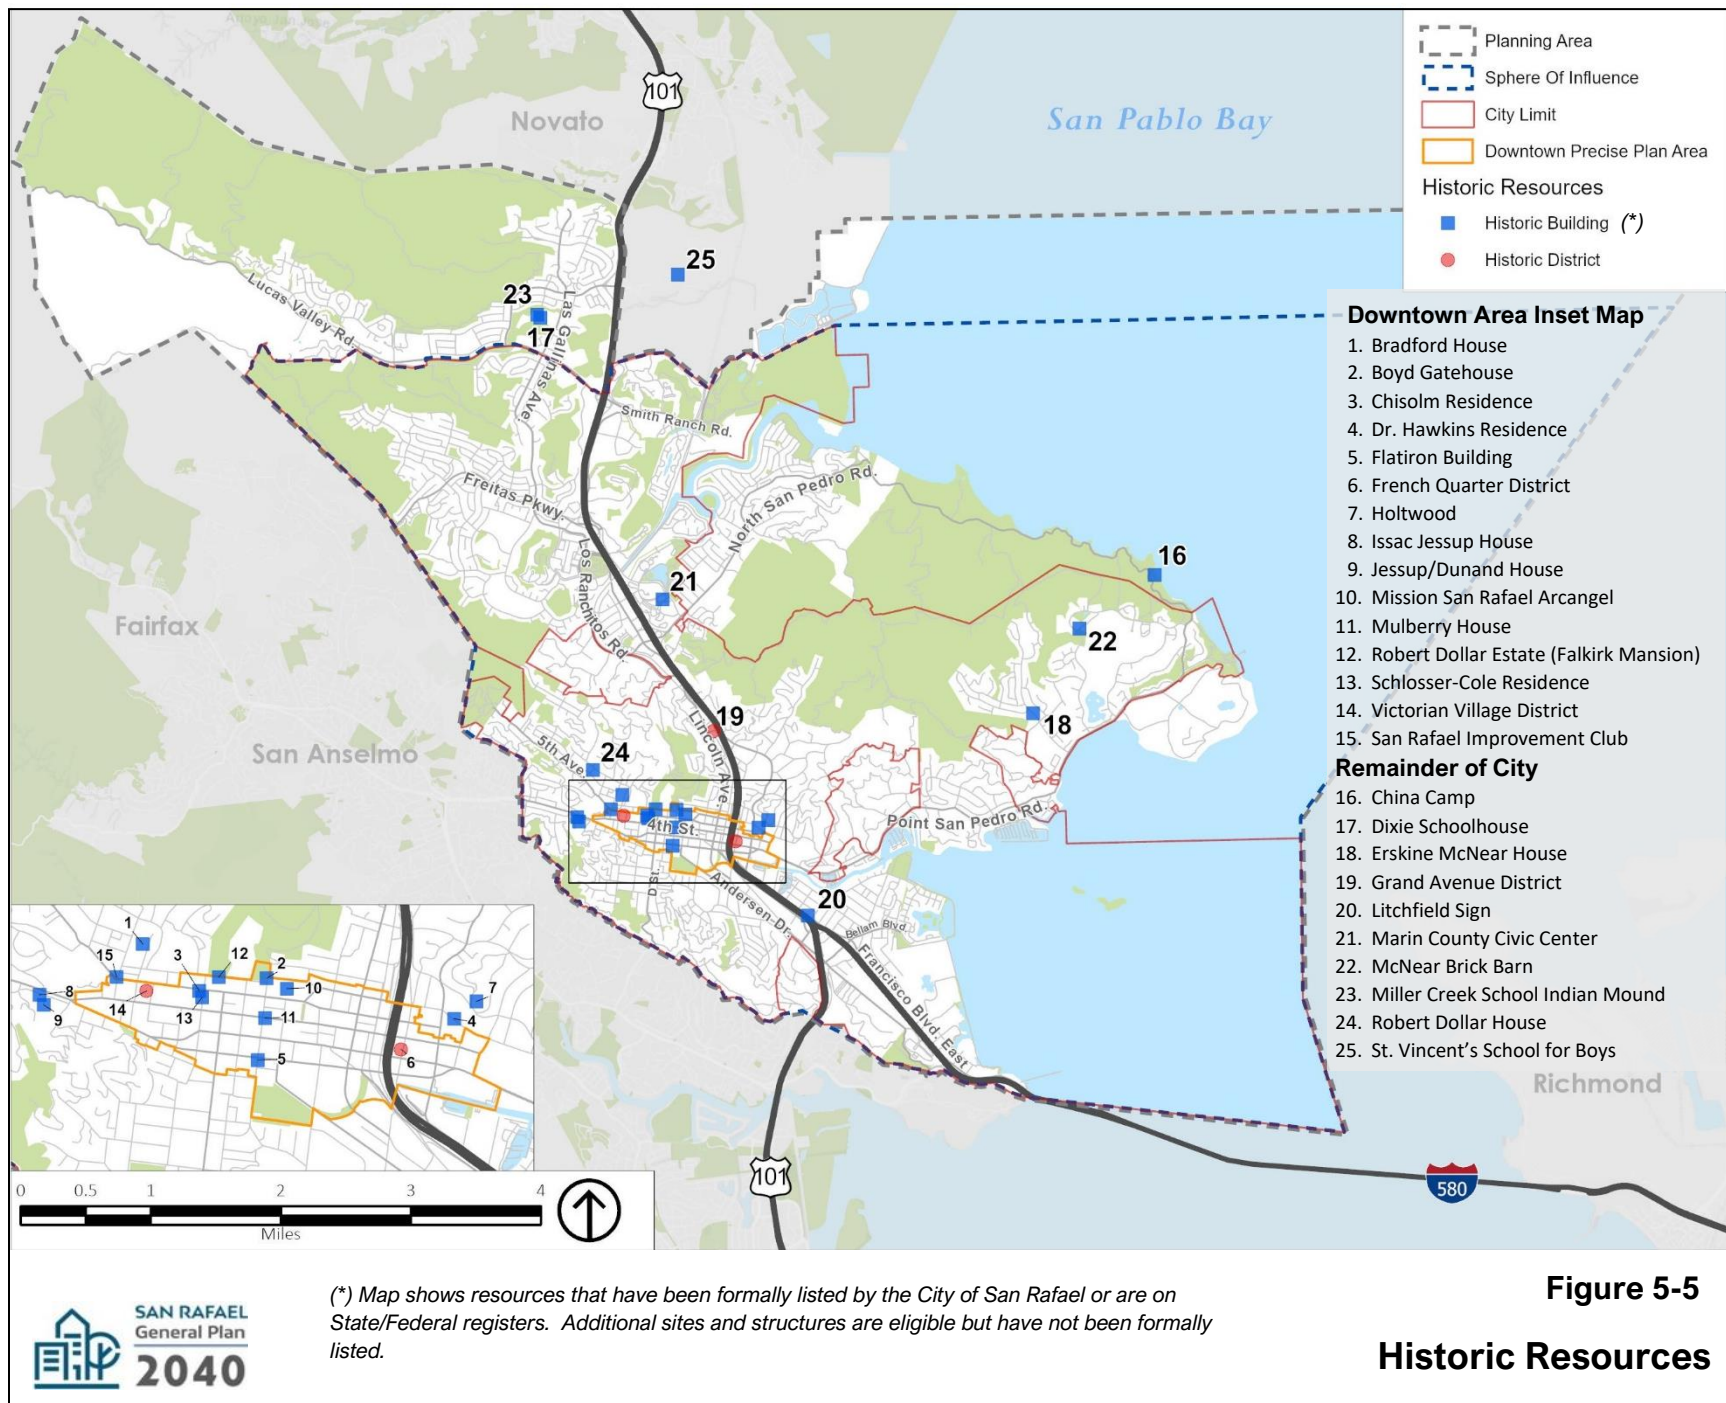 Novato
101
San Pablo Bay
Planning Area
Sphere Of Influence
City Limit
Downtown Precise Plan Area
Historic Resources
Historic Building (*)
Historic District
25
23
17
Lucas Valley Rd.
Las Gallinas Ave.
Smith Ranch Rd.
Freitas Pkwy.
North San Pedro Rd.
Los Ranchitos Rd.
21
16
22
18
19
Lincoln Ave.
24
5th Ave.
4th St.
D St.
Andersen Dr.
20
Bellam Blvd.
Francisco Blvd. East
Point San Pedro Rd.
Fairfax
San Anselmo
Richmond
101
580
Downtown Area Inset Map
1. Bradford House
2. Boyd Gatehouse
3. Chisolm Residence
4. Dr. Hawkins Residence
5. Flatiron Building
6. French Quarter District
7. Holtwood
8. Issac Jessup House
9. Jessup/Dunand House
10. Mission San Rafael Arcangel
11. Mulberry House
12. Robert Dollar Estate (Falkirk Mansion)
13. Schlosser-Cole Residence
14. Victorian Village District
15. San Rafael Improvement Club
Remainder of City
16. China Camp
17. Dixie Schoolhouse
18. Erskine McNear House
19. Grand Avenue District
20. Litchfield Sign
21. Marin County Civic Center
22. McNear Brick Barn
23. Miller Creek School Indian Mound
24. Robert Dollar House
25. St. Vincent's School for Boys
1
15
3
12
2
8
9
14
13
10
11
5
7
4
6
0 0.5 1 2 3 4
Miles
SAN RAFAEL
General Plan
2040
(*) Map shows resources that have been formally listed by the City of San Rafael or are on
State/Federal registers. Additional sites and structures are eligible but have not been formally
listed.
Figure 5-5
Historic Resources